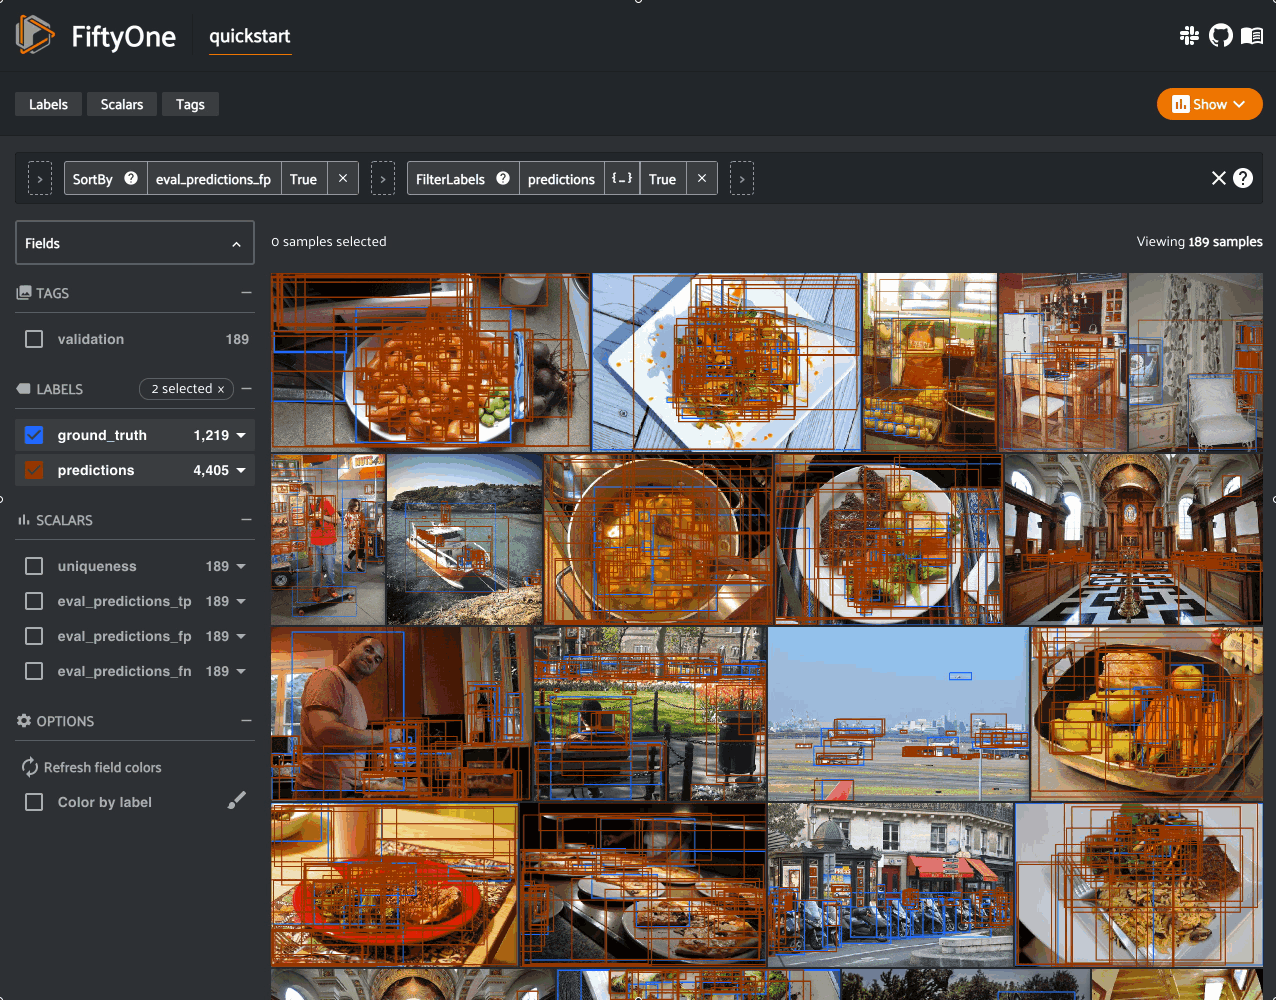 FiftyOne quickstart
Labels Scalars Tags Show
> SortBy ? eval_predictions_fp True × > FilterLabels ? predictions {...} True × > × ?
Fields 0 samples selected Viewing 189 samples
TAGS
validation 189
LABELS 2 selected ×
ground_truth 1,219
predictions 4,405
SCALARS
uniqueness 189
eval_predictions_tp 189
eval_predictions_fp 189
eval_predictions_fn 189
OPTIONS
Refresh field colors
Color by label